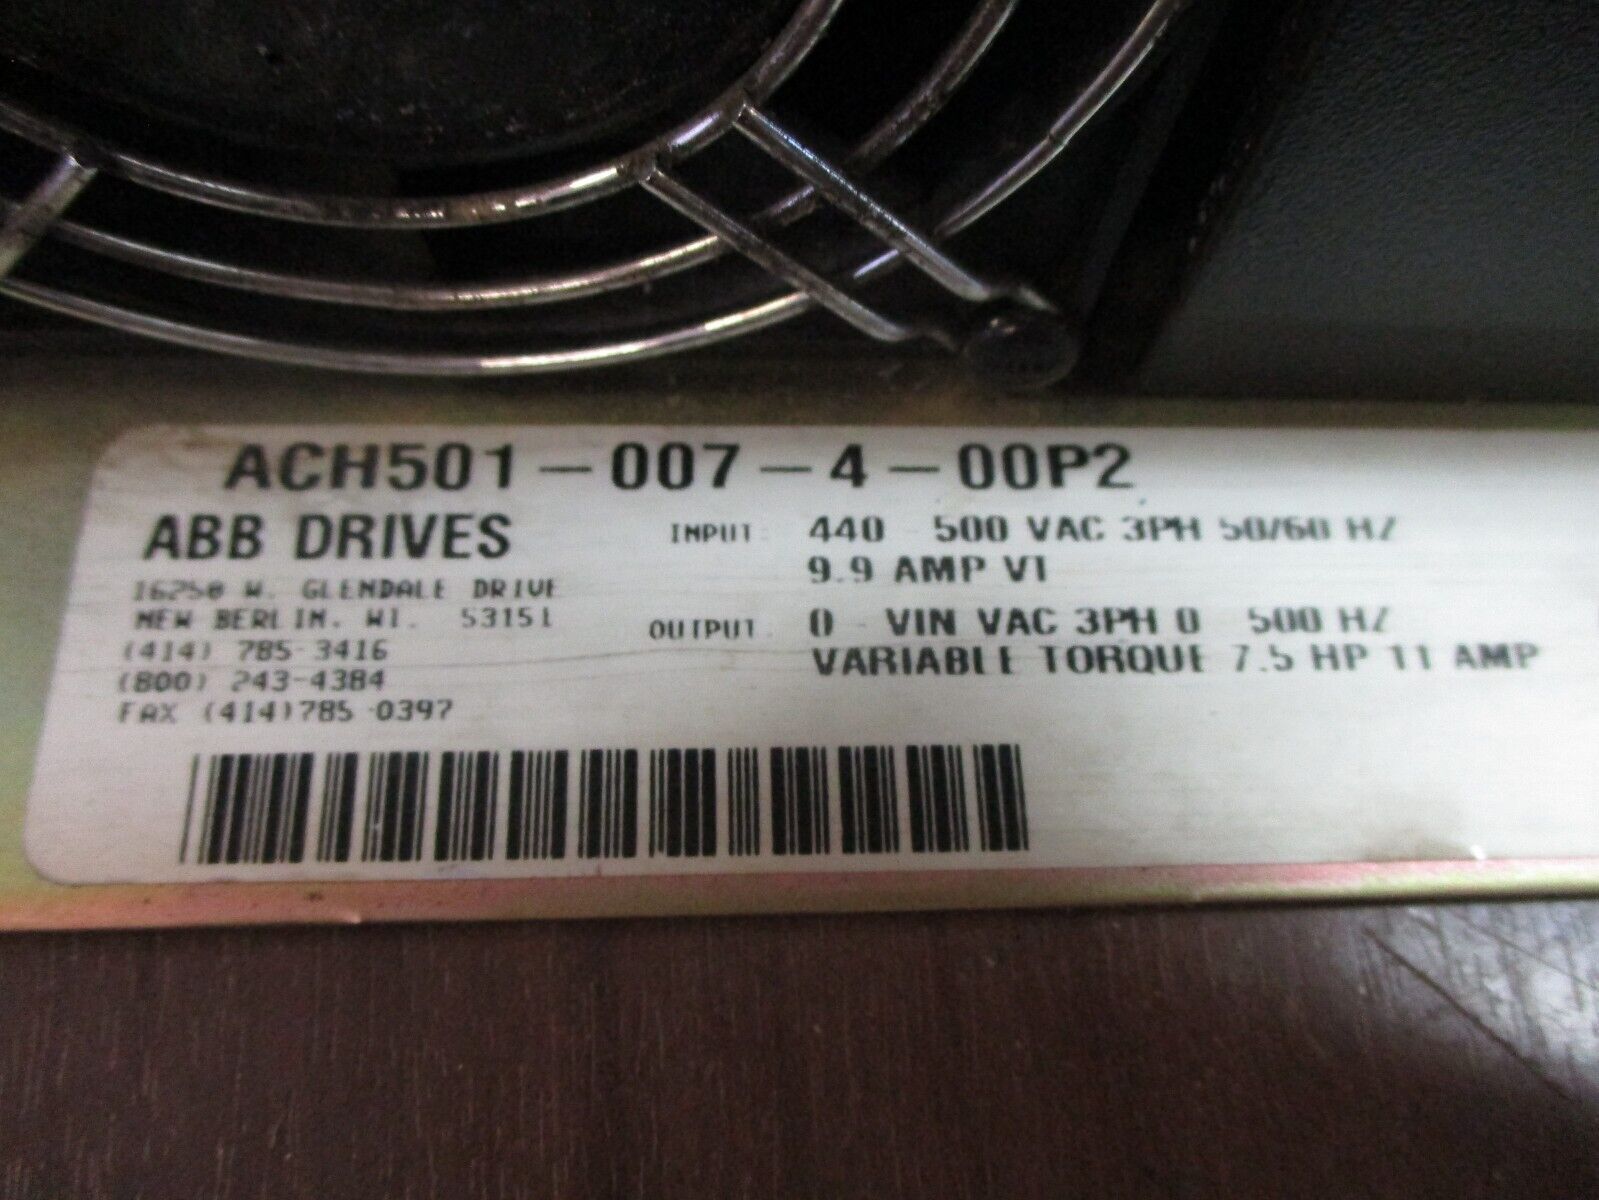 ACH501-007-4-00P2
ABB DRIVES
16250 W. GLENDALE DRIVE
NEW BERLIN, WI. 53151
(414) 785-3416
(800) 243-4384
FAX (414)785-0397
INPUT: 440 - 500 VAC 3PH 50/60 HZ
9.9 AMP VT
OUTPUT: 0 - VIN VAC 3PH 0 - 500 HZ
VARIABLE TORQUE 7.5 HP 11 AMP